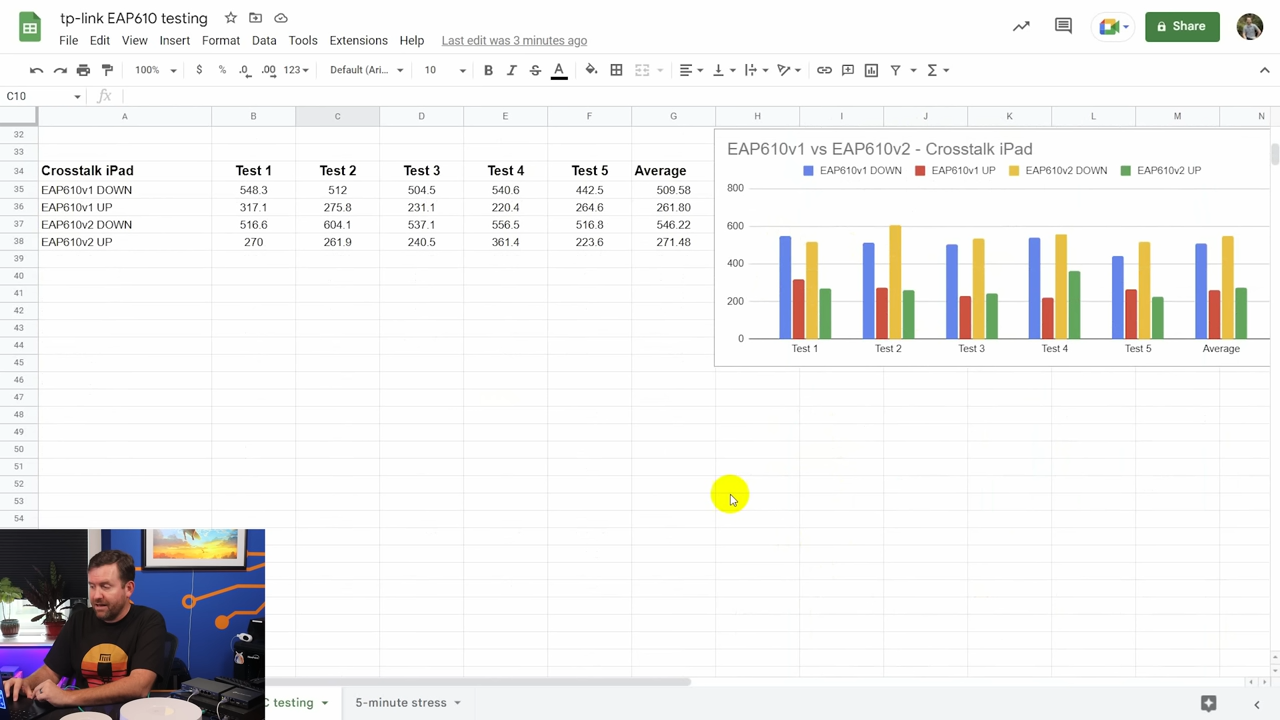 tp-link EAP610 testing
File Edit View Insert Format Data Tools Extensions Help Last edit was 3 minutes ago
Share
100% $ % .0 .00 123 Default (Ari... 10 B I S A Σ
C10 fx
A B C D E F G H I J K L M N
32
33
34 Crosstalk iPad Test 1 Test 2 Test 3 Test 4 Test 5 Average
35 EAP610v1 DOWN 548.3 512 504.5 540.6 442.5 509.58
36 EAP610v1 UP 317.1 275.8 231.1 220.4 264.6 261.80
37 EAP610v2 DOWN 516.6 604.1 537.1 556.5 516.8 546.22
38 EAP610v2 UP 270 261.9 240.5 361.4 223.6 271.48
39
40
41
42
43
44
45
46
47
48
49
50
51
52
53
54
EAP610v1 vs EAP610v2 - Crosstalk iPad
EAP610v1 DOWN EAP610v1 UP EAP610v2 DOWN EAP610v2 UP
800
600
400
200
0
Test 1 Test 2 Test 3 Test 4 Test 5 Average
C testing 5-minute stress